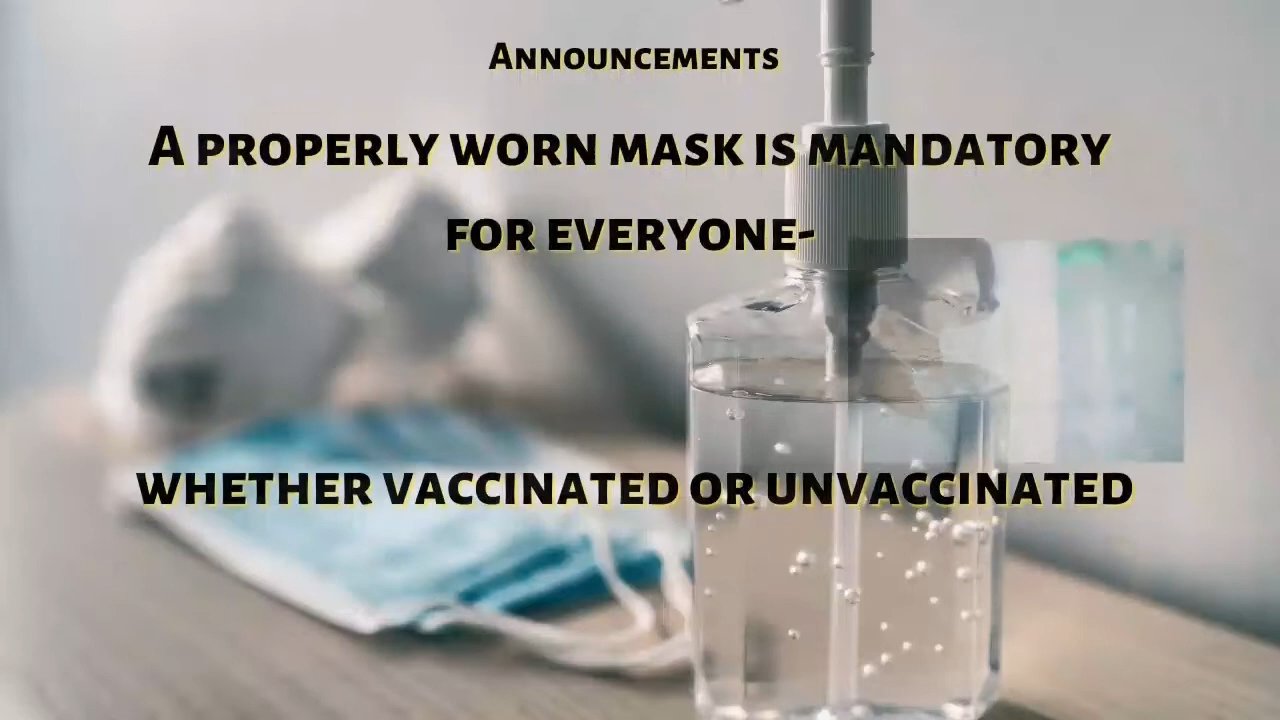 Announcements
A properly worn mask is mandatory
for everyone-
whether vaccinated or unvaccinated